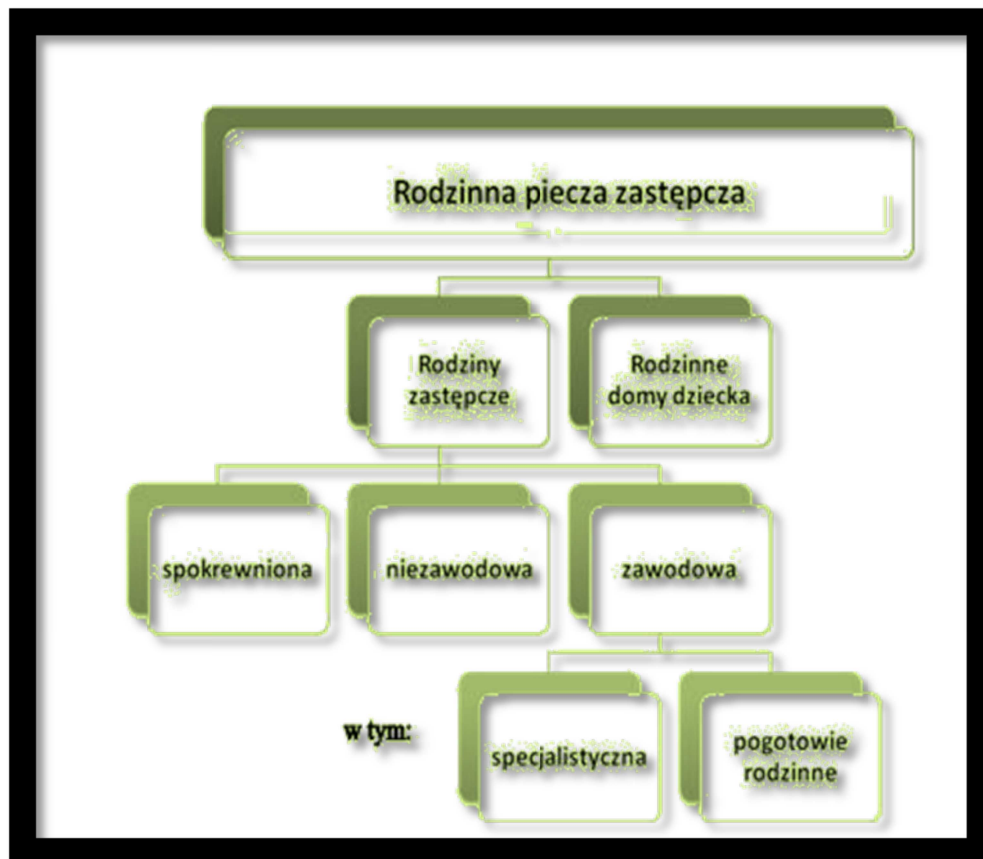 Rodzinna piecza zastępcza
Rodziny
zastępcze
Rodzinne
domy dziecka
spokrewniona
niezawodowa
zawodowa
w tym:
specjalistyczna
pogotowie
rodzinne